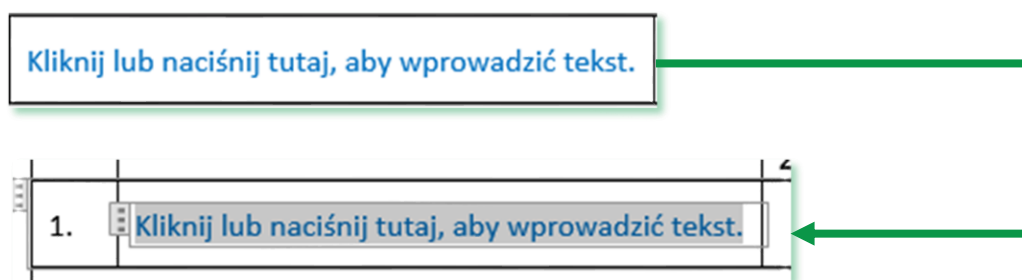 Kliknij lub naciśnij tutaj, aby wprowadzić tekst.
1. Kliknij lub naciśnij tutaj, aby wprowadzić tekst.